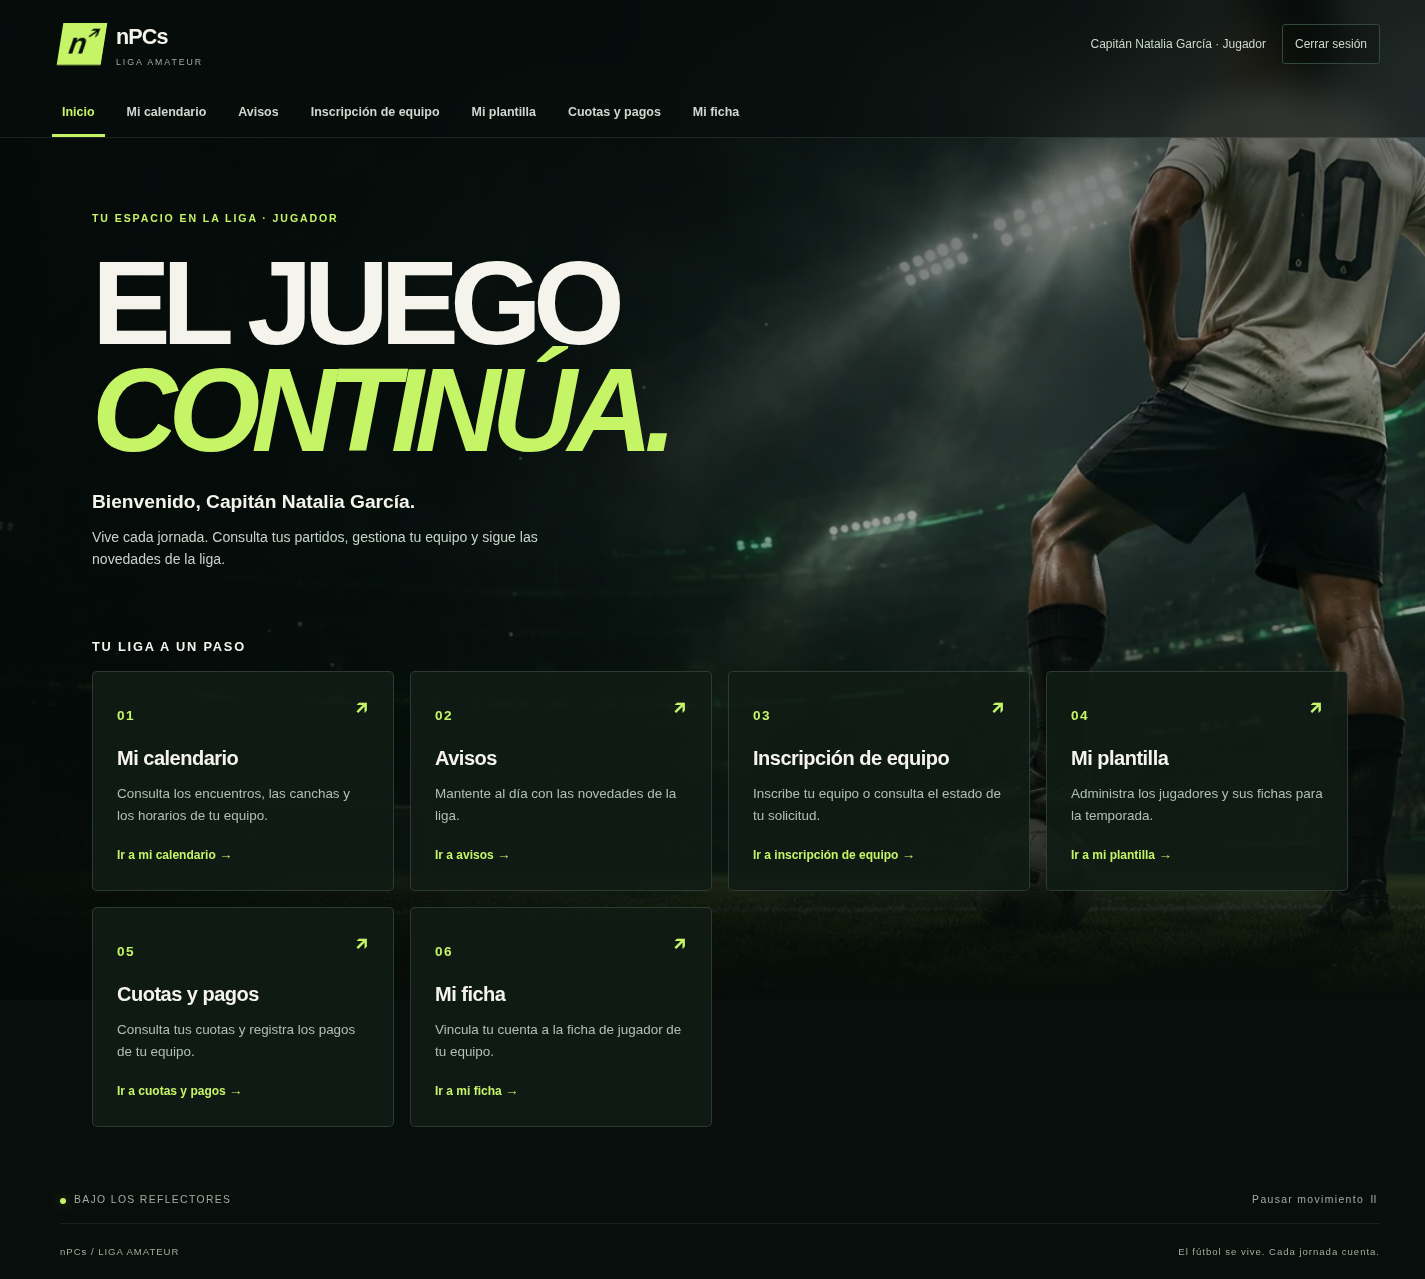 n
nPCs
LIGA AMATEUR
Capitán Natalia García · Jugador
Cerrar sesión
Inicio
Mi calendario
Avisos
Inscripción de equipo
Mi plantilla
Cuotas y pagos
Mi ficha
10
TU ESPACIO EN LA LIGA · JUGADOR
EL JUEGO
CONTINÚA.
Bienvenido, Capitán Natalia García.
Vive cada jornada. Consulta tus partidos, gestiona tu equipo y sigue las
novedades de la liga.
TU LIGA A UN PASO
01
Mi calendario
Consulta los encuentros, las canchas y
los horarios de tu equipo.
Ir a mi calendario →
02
Avisos
Mantente al día con las novedades de la
liga.
Ir a avisos →
03
Inscripción de equipo
Inscribe tu equipo o consulta el estado de
tu solicitud.
Ir a inscripción de equipo →
04
Mi plantilla
Administra los jugadores y sus fichas para
la temporada.
Ir a mi plantilla →
05
Cuotas y pagos
Consulta tus cuotas y registra los pagos
de tu equipo.
Ir a cuotas y pagos →
06
Mi ficha
Vincula tu cuenta a la ficha de jugador de
tu equipo.
Ir a mi ficha →
BAJO LOS REFLECTORES
Pausar movimiento
nPCs / LIGA AMATEUR
El fútbol se vive. Cada jornada cuenta.